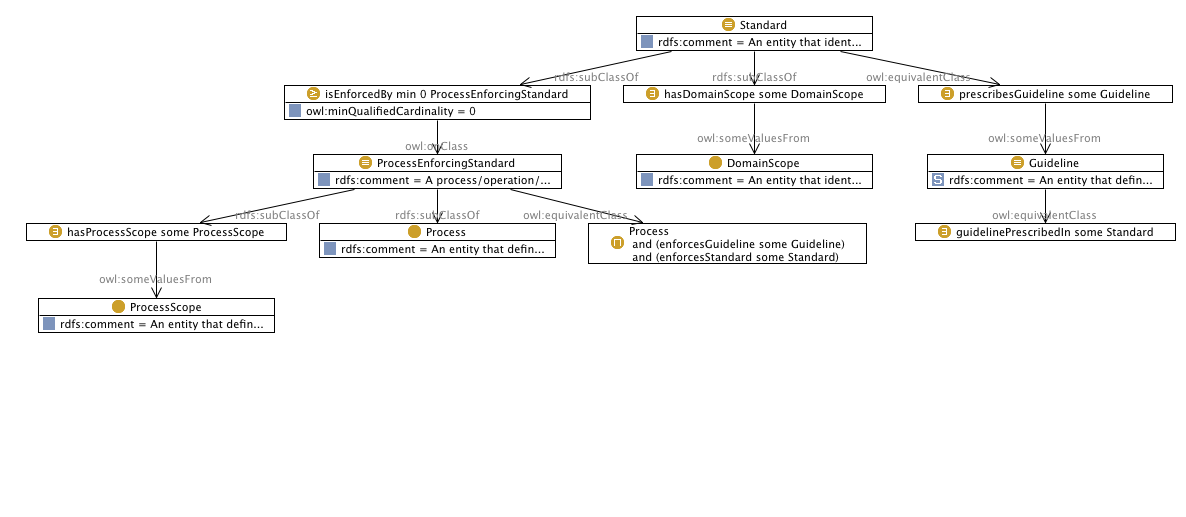 Standard
rdfs:comment = An entity that ident...
rdfs:subClassOf
rdfs:subClassOf
owl:equivalentClass
isEnforcedBy min 0 ProcessEnforcingStandard
owl:minQualifiedCardinality = 0
hasDomainScope some DomainScope
prescribesGuideline some Guideline
owl:onClass
owl:someValuesFrom
owl:someValuesFrom
ProcessEnforcingStandard
rdfs:comment = A process/operation/...
DomainScope
rdfs:comment = An entity that ident...
Guideline
rdfs:comment = An entity that defin...
rdfs:subClassOf
rdfs:subClassOf
owl:equivalentClass
owl:equivalentClass
hasProcessScope some ProcessScope
Process
rdfs:comment = An entity that defin...
Process
and (enforcesGuideline some Guideline)
and (enforcesStandard some Standard)
guidelinePrescribedIn some Standard
owl:someValuesFrom
ProcessScope
rdfs:comment = An entity that defin...